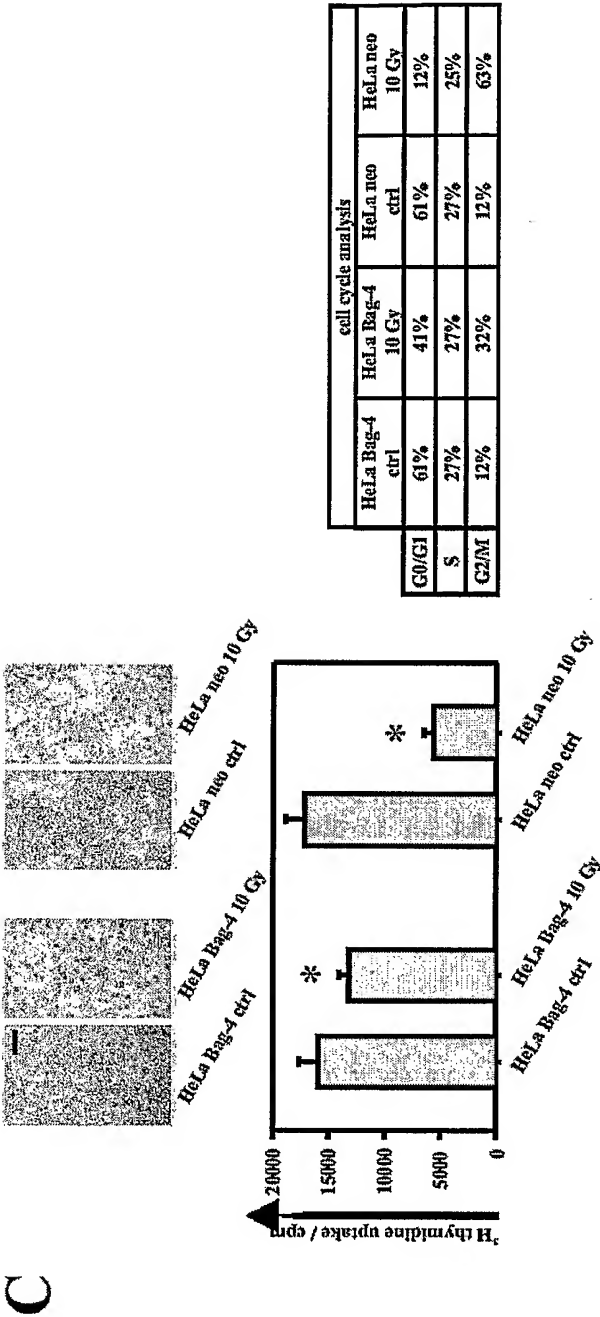 C
HeLa Bag-4 ctrl
HeLa Bag-4 10 Gy
HeLa neo ctrl
HeLa neo 10 Gy
³H thymidine uptake / cpm
20000
15000
10000
5000
0
*
*
HeLa Bag-4 ctrl
HeLa Bag-4 10 Gy
HeLa neo ctrl
HeLa neo 10 Gy
cell cycle analysis
HeLa Bag-4 ctrl HeLa Bag-4 10 Gy HeLa neo ctrl HeLa neo 10 Gy
G0/G1 61% 41% 61% 12%
S 27% 27% 27% 25%
G2/M 12% 32% 12% 63%